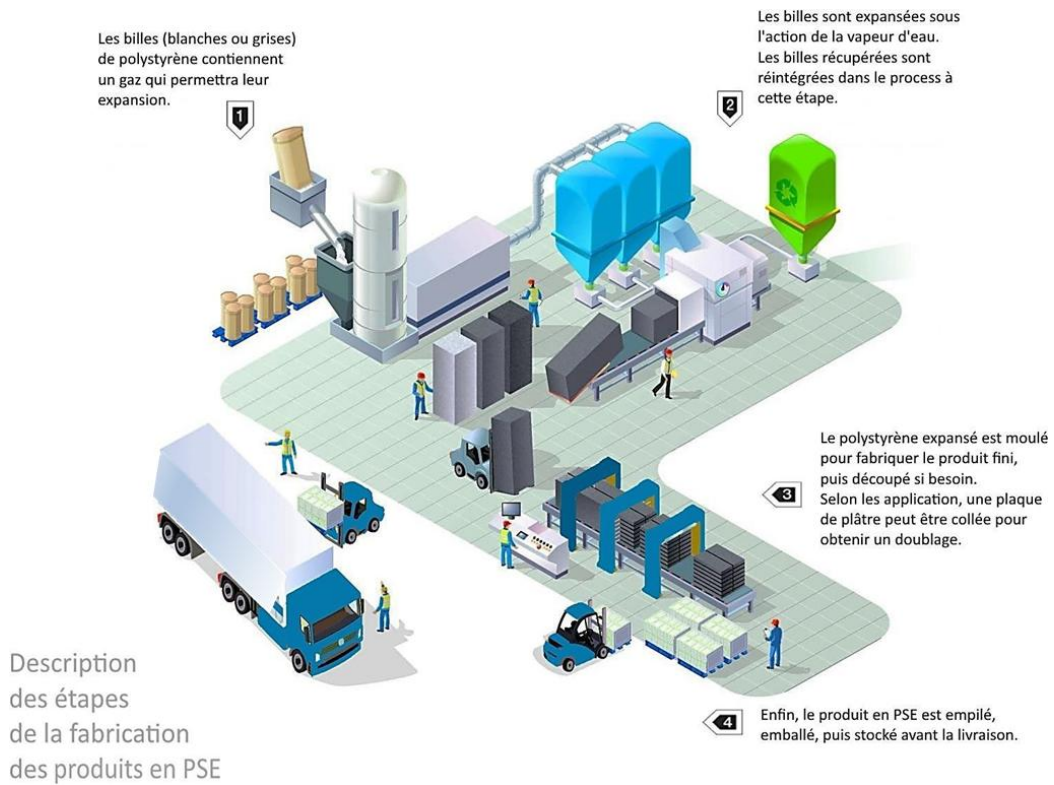 Les billes (blanches ou grises)
de polystyrène contiennent
un gaz qui permettra leur
expansion.
1
Les billes sont expansées sous
l'action de la vapeur d'eau.
Les billes récupérées sont
réintégrées dans le process à
cette étape.
2
Le polystyrène expansé est moulé
pour fabriquer le produit fini,
puis découpé si besoin.
Selon les application, une plaque
de plâtre peut être collée pour
obtenir un doublage.
3
Enfin, le produit en PSE est empilé,
emballé, puis stocké avant la livraison.
4
Description
des étapes
de la fabrication
des produits en PSE